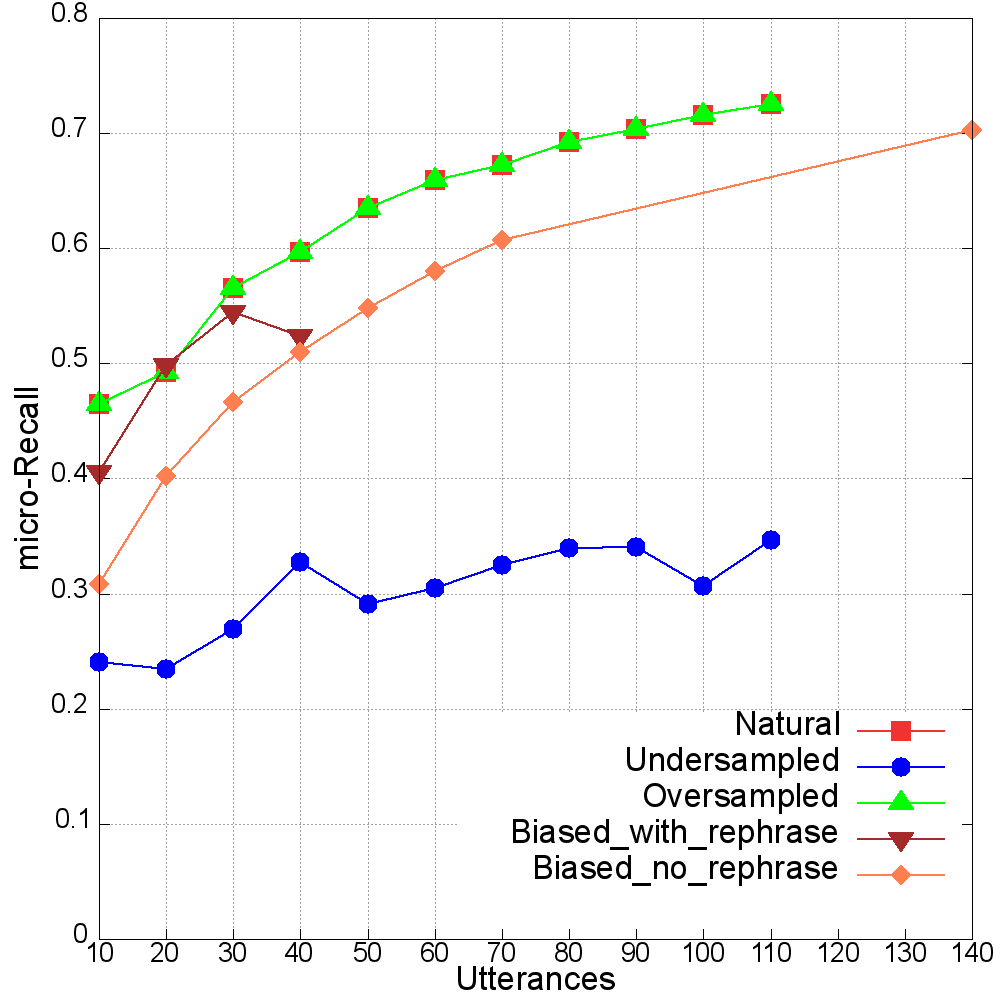 0.8
0.7
0.6
0.5
0.4
0.3
0.2
0.1
0
micro-Recall
Natural
Undersampled
Oversampled
Biased_with_rephrase
Biased_no_rephrase
10 20 30 40 50 60 70 80 90 100 110 120 130 140
Utterances